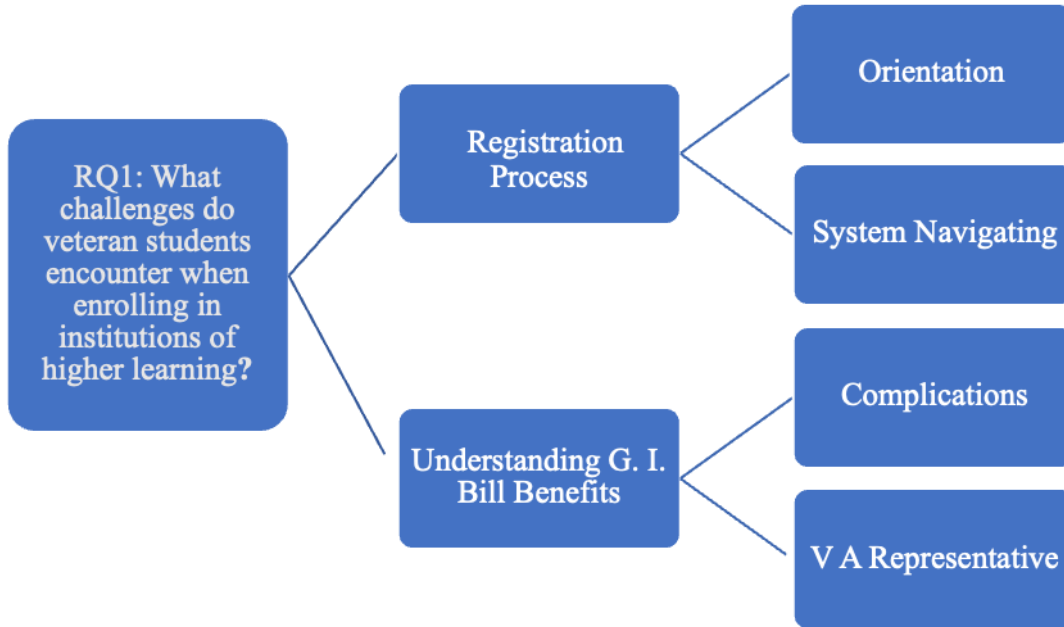 RQ1: What
challenges do
veteran students
encounter when
enrolling in
institutions of
higher learning?
Registration
Process
Orientation
System Navigating
Understanding G. I.
Bill Benefits
Complications
V A Representative